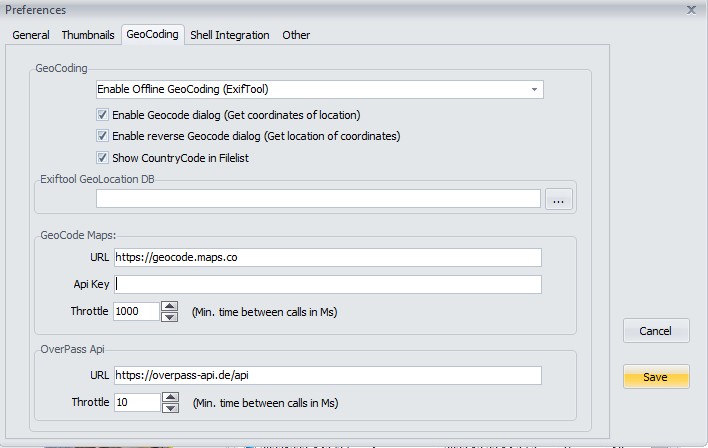 Preferences
General Thumbnails GeoCoding Shell Integration Other
GeoCoding
Enable Offline GeoCoding (ExifTool)
Enable Geocode dialog (Get coordinates of location)
Enable reverse Geocode dialog (Get location of coordinates)
Show CountryCode in Filelist
Exiftool GeoLocation DB
...
GeoCode Maps:
URL https://geocode.maps.co
Api Key
Throttle 1000 (Min. time between calls in Ms)
Cancel
OverPass Api
URL https://overpass-api.de/api
Save
Throttle 10 (Min. time between calls in Ms)